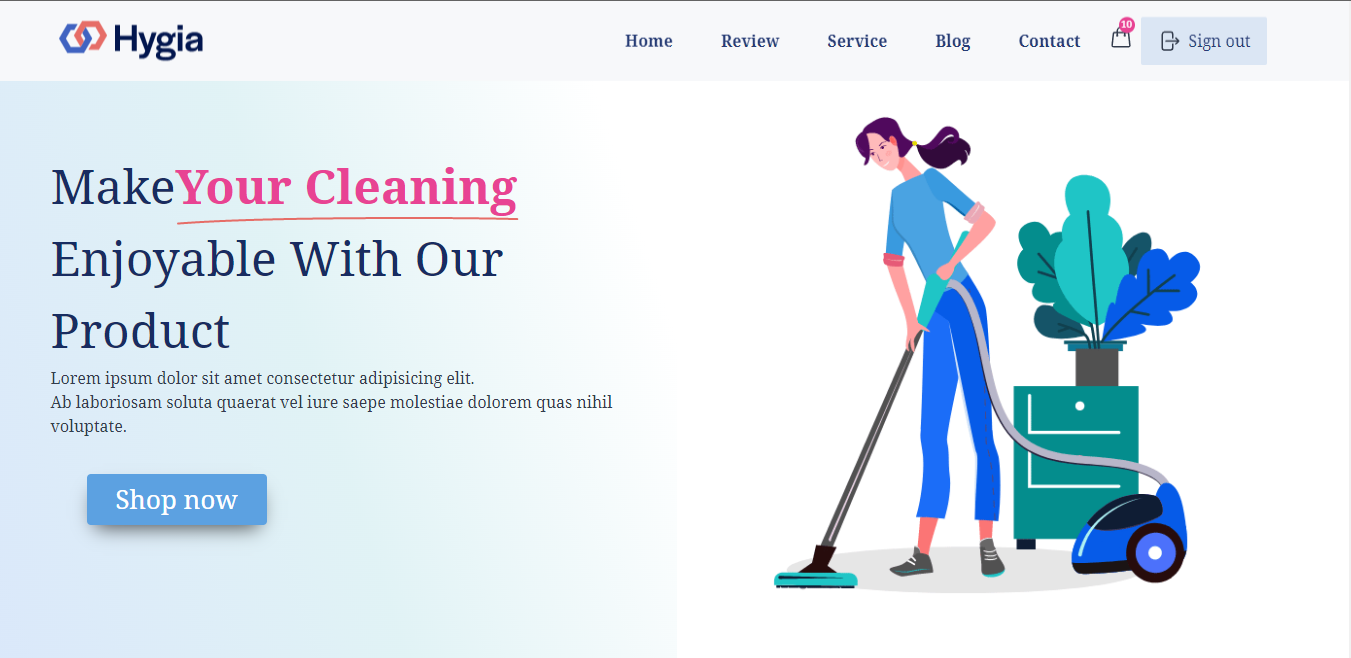 Hygia
Home Review Service Blog Contact 10 Sign out
MakeYour Cleaning
Enjoyable With Our
Product
Lorem ipsum dolor sit amet consectetur adipisicing elit.
Ab laboriosam soluta quaerat vel iure saepe molestiae dolorem quas nihil
voluptate.
Shop now